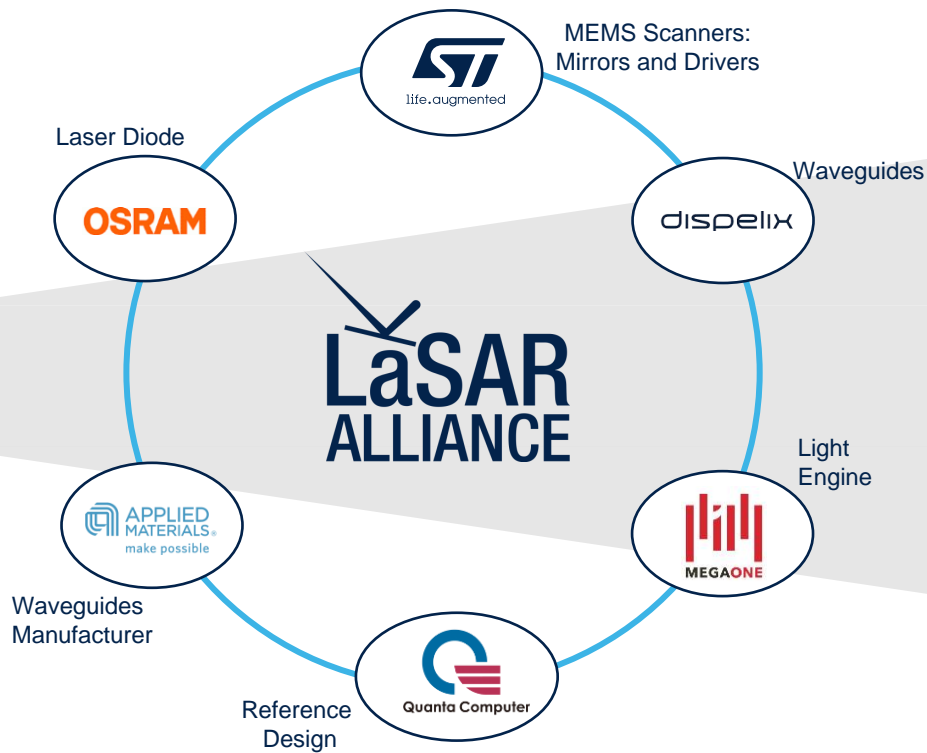 MEMS Scanners:
Mirrors and Drivers
ST
life.augmented
Laser Diode
OSRAM
Waveguides
dispelix
LaSAR
ALLIANCE
Light
Engine
MEGAONE
APPLIED
MATERIALS®
make possible
Waveguides
Manufacturer
Quanta Computer
Reference
Design